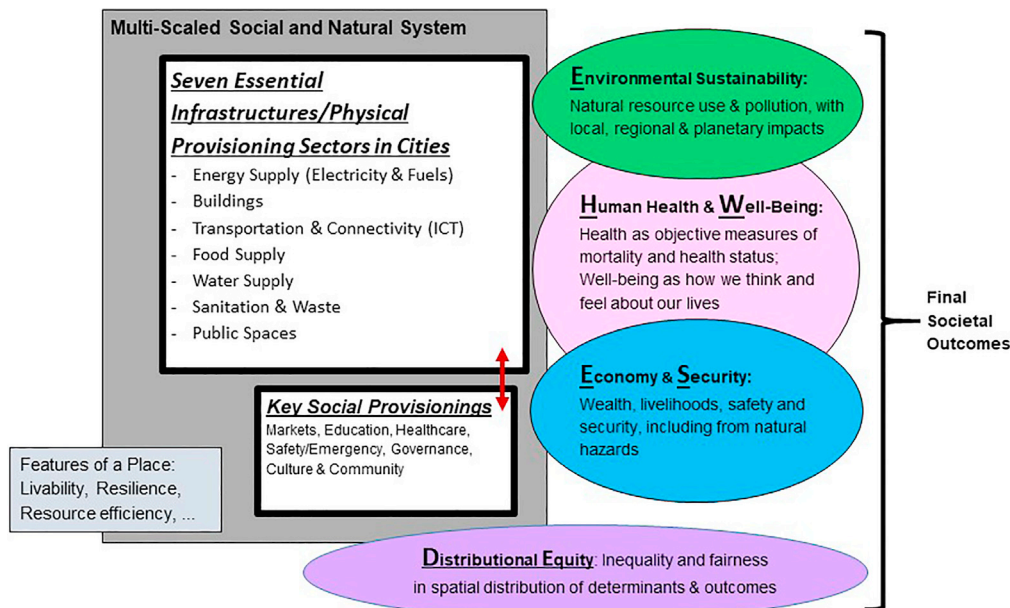 Multi-Scaled Social and Natural System
Seven Essential
Infrastructures/Physical
Provisioning Sectors in Cities
- Energy Supply (Electricity & Fuels)
- Buildings
- Transportation & Connectivity (ICT)
- Food Supply
- Water Supply
- Sanitation & Waste
- Public Spaces
Key Social Provisionings
Markets, Education, Healthcare,
Safety/Emergency, Governance,
Culture & Community
Features of a Place:
Livability, Resilience,
Resource efficiency, ...
Environmental Sustainability:
Natural resource use & pollution, with
local, regional & planetary impacts
Human Health & Well-Being:
Health as objective measures of
mortality and health status;
Well-being as how we think and
feel about our lives
Economy & Security:
Wealth, livelihoods, safety and
security, including from natural
hazards
Distributional Equity: Inequality and fairness
in spatial distribution of determinants & outcomes
Final
Societal
Outcomes